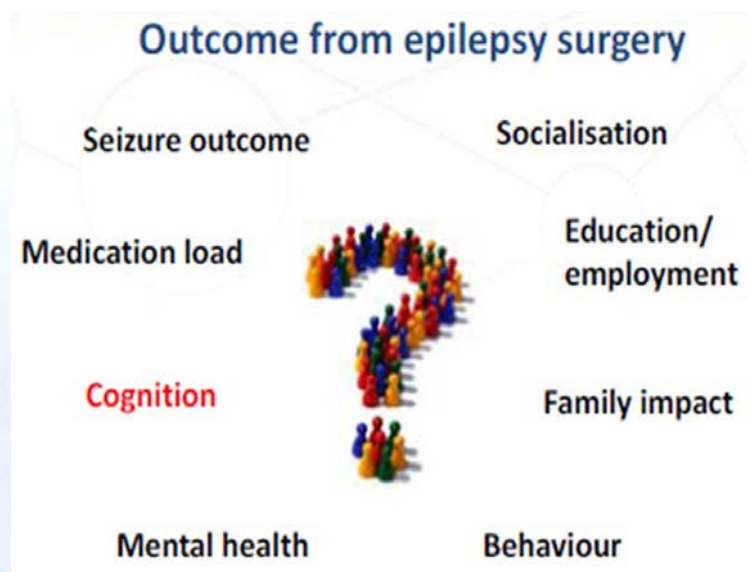 Outcome from epilepsy surgery
Seizure outcome
Socialisation
Medication load
Education/
employment
Cognition
Family impact
Mental health
Behaviour